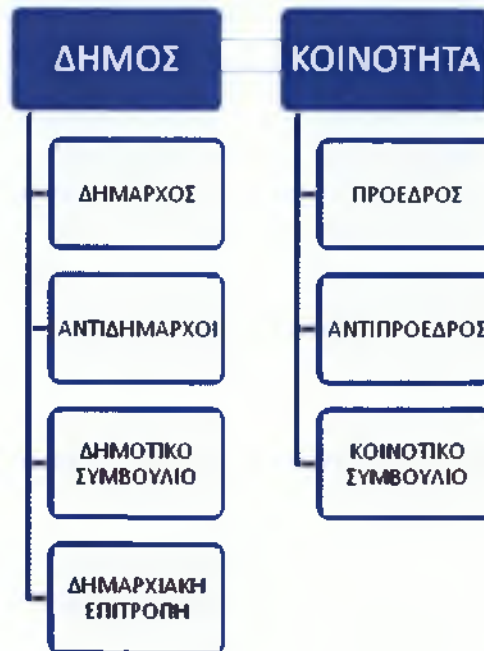 ΔΗΜΟΣ
ΔΗΜΑΡΧΟΣ
ΑΝΤΙΔΗΜΑΡΧΟΙ
ΔΗΜΟΤΙΚΟ
ΣΥΜΒΟΥΛΙΟ
ΔΗΜΑΡΧΙΑΚΗ
ΕΠΙΤΡΟΠΗ
ΚΟΙΝΟΤΗΤΑ
ΠΡΟΕΔΡΟΣ
ΑΝΤΙΠΡΟΕΔΡΟΣ
ΚΟΙΝΟΤΙΚΟ
ΣΥΜΒΟΥΛΙΟ